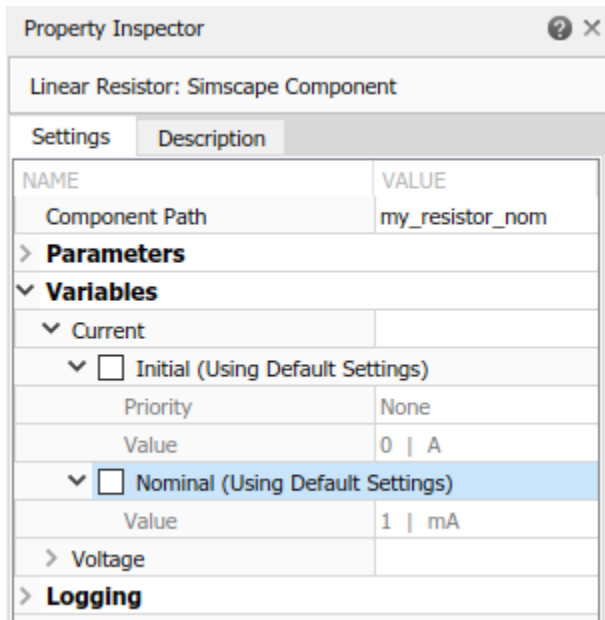 Property Inspector
Linear Resistor: Simscape Component
Settings Description
NAME VALUE
Component Path my_resistor_nom
Parameters
Variables
Current
Initial (Using Default Settings)
Priority None
Value 0 | A
Nominal (Using Default Settings)
Value 1 | mA
Voltage
Logging